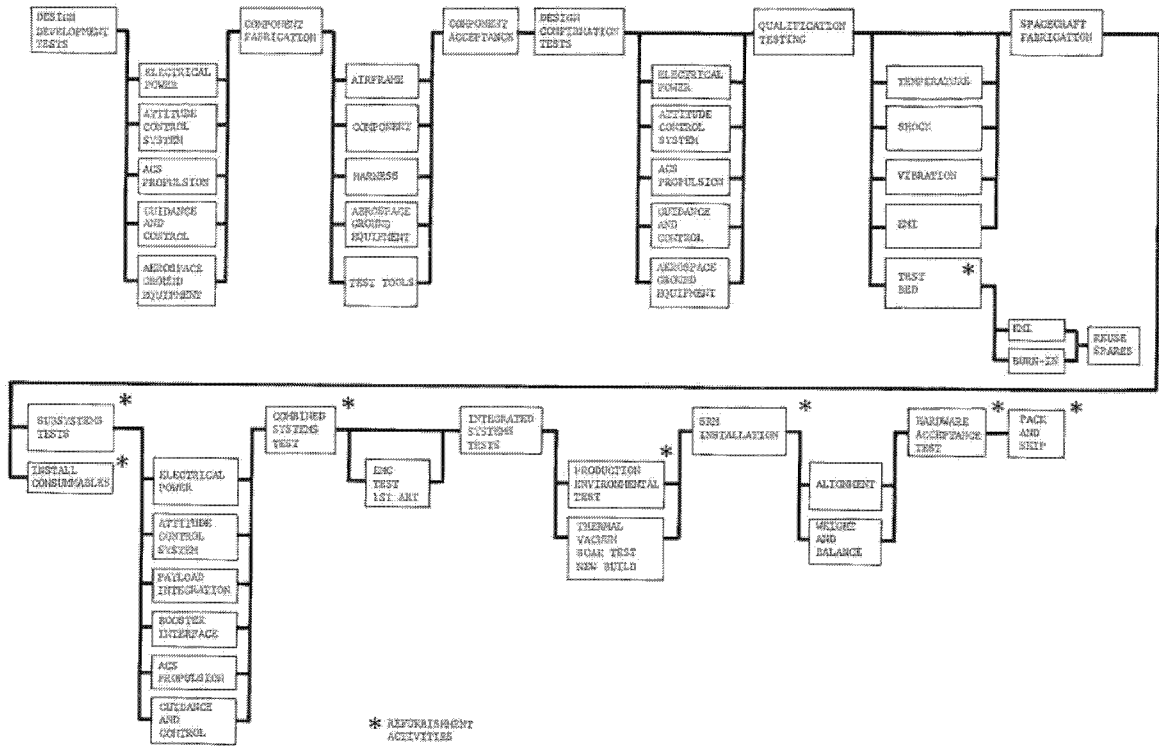 DESIGN
DEVELOPMENT
TESTS
COMPONENT
FABRICATION
COMPONENT
ACCEPTANCE
DESIGN
CONFIRMATION
TESTS
QUALIFICATION
TESTING
SPACECRAFT
FABRICATION
ELECTRICAL
POWER
ATTITUDE
CONTROL
SYSTEM
ACS
PROPULSION
GUIDANCE
AND
CONTROL
AEROSPACE
GROUND
EQUIPMENT
AIRFRAME
COMPONENT
HARNESS
AEROSPACE
GROUND
EQUIPMENT
TEST TOOLS
ELECTRICAL
POWER
ATTITUDE
CONTROL
SYSTEM
ACS
PROPULSION
GUIDANCE
AND
CONTROL
AEROSPACE
GROUND
EQUIPMENT
TEMPERATURE
SHOCK
VIBRATION
EMI
TEST *
BED
EMI
BURN-IN
REUSE
SPARES
SUBSYSTEMS *
TESTS
INSTALL *
CONSUMMABLES
ELECTRICAL
POWER
ATTITUDE
CONTROL
SYSTEM
PAYLOAD
INTEGRATION
BOOSTER
INTERFACE
ACS
PROPULSION
GUIDANCE
AND
CONTROL
COMBINED *
SYSTEMS
TEST
EMC
TEST
1ST ART
INTEGRATED
SYSTEMS
TESTS
PRODUCTION *
ENVIRONMENTAL
TEST
THERMAL
VACUUM
SOAK TEST
NEW BUILD
SRM *
INSTALLATION
ALIGNMENT
WEIGHT
AND
BALANCE
HARDWARE *
ACCEPTANCE
TEST
PACK *
AND
SHIP
* REFURBISHMENT
ACTIVITIES